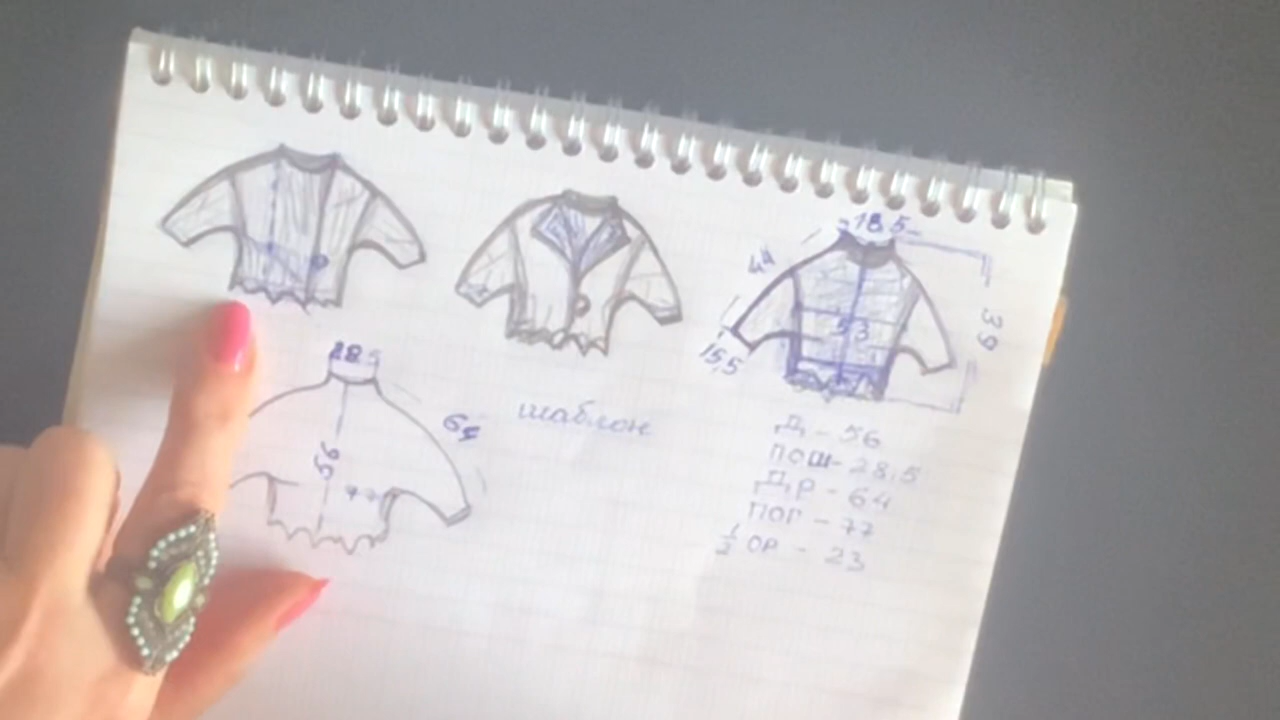 18,5
44
53
39
15,5
28,5
64
56
77
шаблон
Д - 56
ПОШ - 28,5
ДР - 64
ПОГ - 77
½ ОР - 23